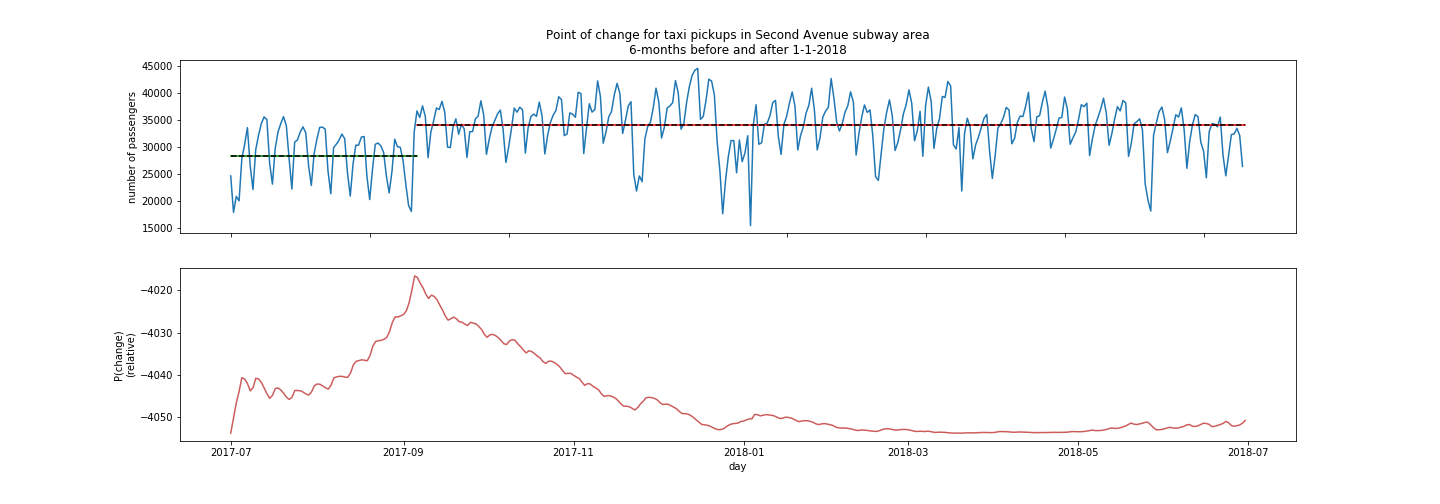 Point of change for taxi pickups in Second Avenue subway area
6-months before and after 1-1-2018
45000
40000
35000
30000
25000
20000
15000
number of passengers
−4020
−4030
−4040
−4050
P(change)
(relative)
2017-07 2017-09 2017-11 2018-01 2018-03 2018-05 2018-07
day